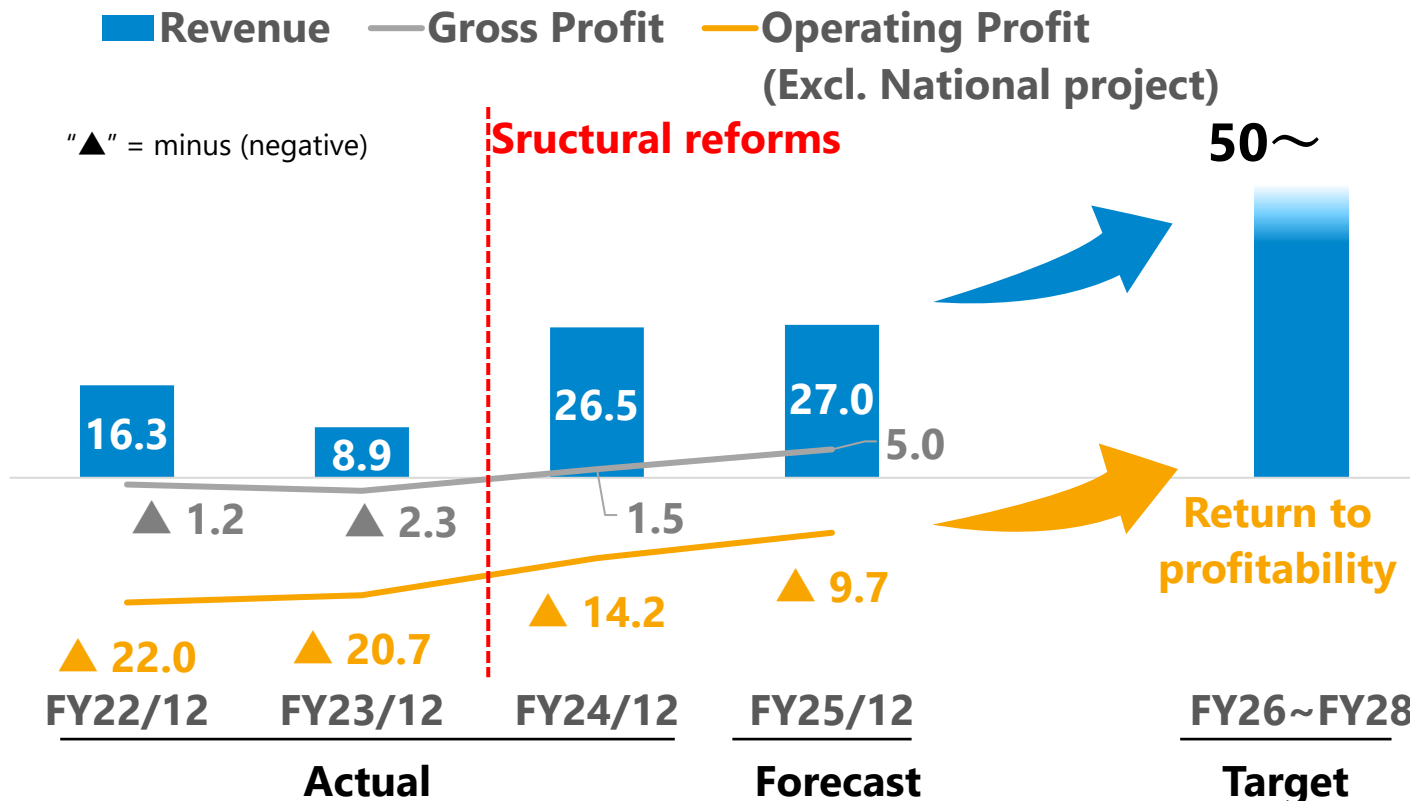 Revenue Gross Profit Operating Profit
(Excl. National project)
"▲" = minus (negative)
Sructural reforms
50～
16.3
8.9
26.5
27.0
5.0
▲ 1.2
▲ 2.3
1.5
▲ 22.0
▲ 20.7
▲ 14.2
▲ 9.7
Return to
profitability
FY22/12 FY23/12 FY24/12 FY25/12 FY26~FY28
Actual Forecast Target